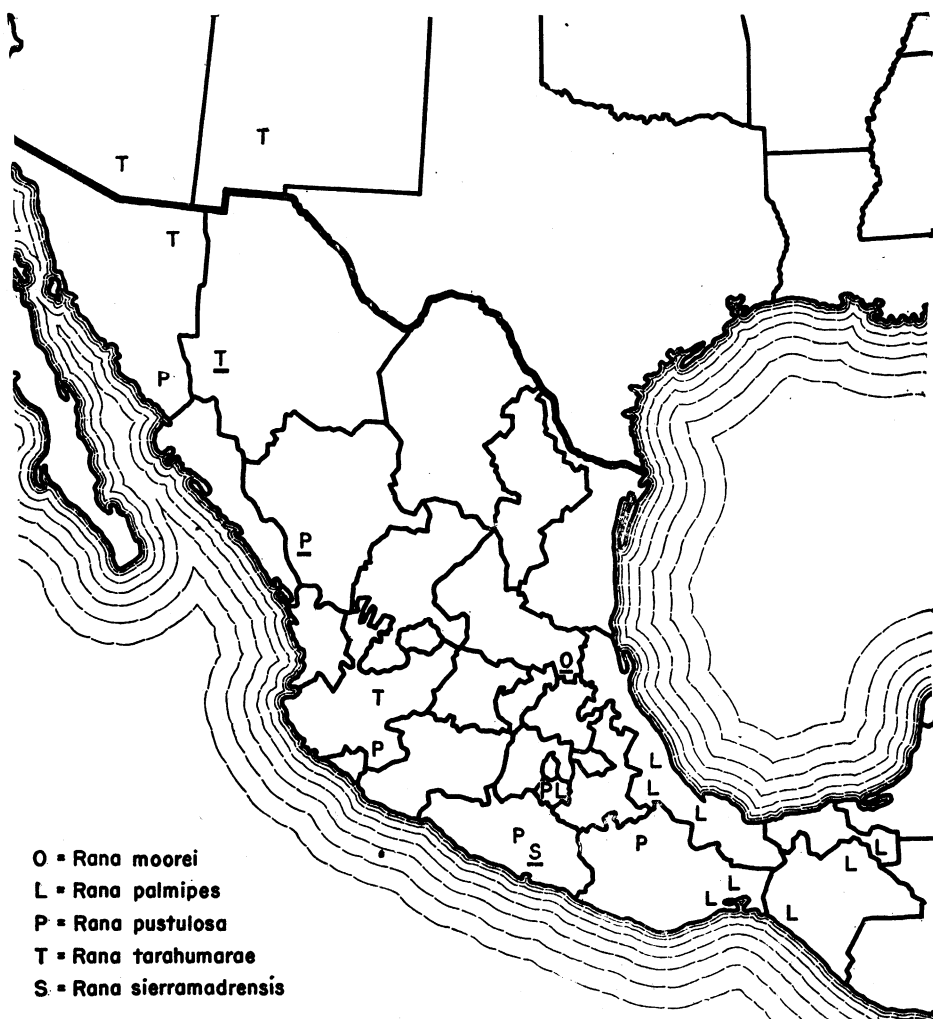 T
T
T
T
P
P
O
T
P
L
PL
L
L
P
S
P
L
L
L
L
L
O = Rana moorei
L = Rana palmipes
P = Rana pustulosa
T = Rana tarahumarae
S = Rana sierramadrensis